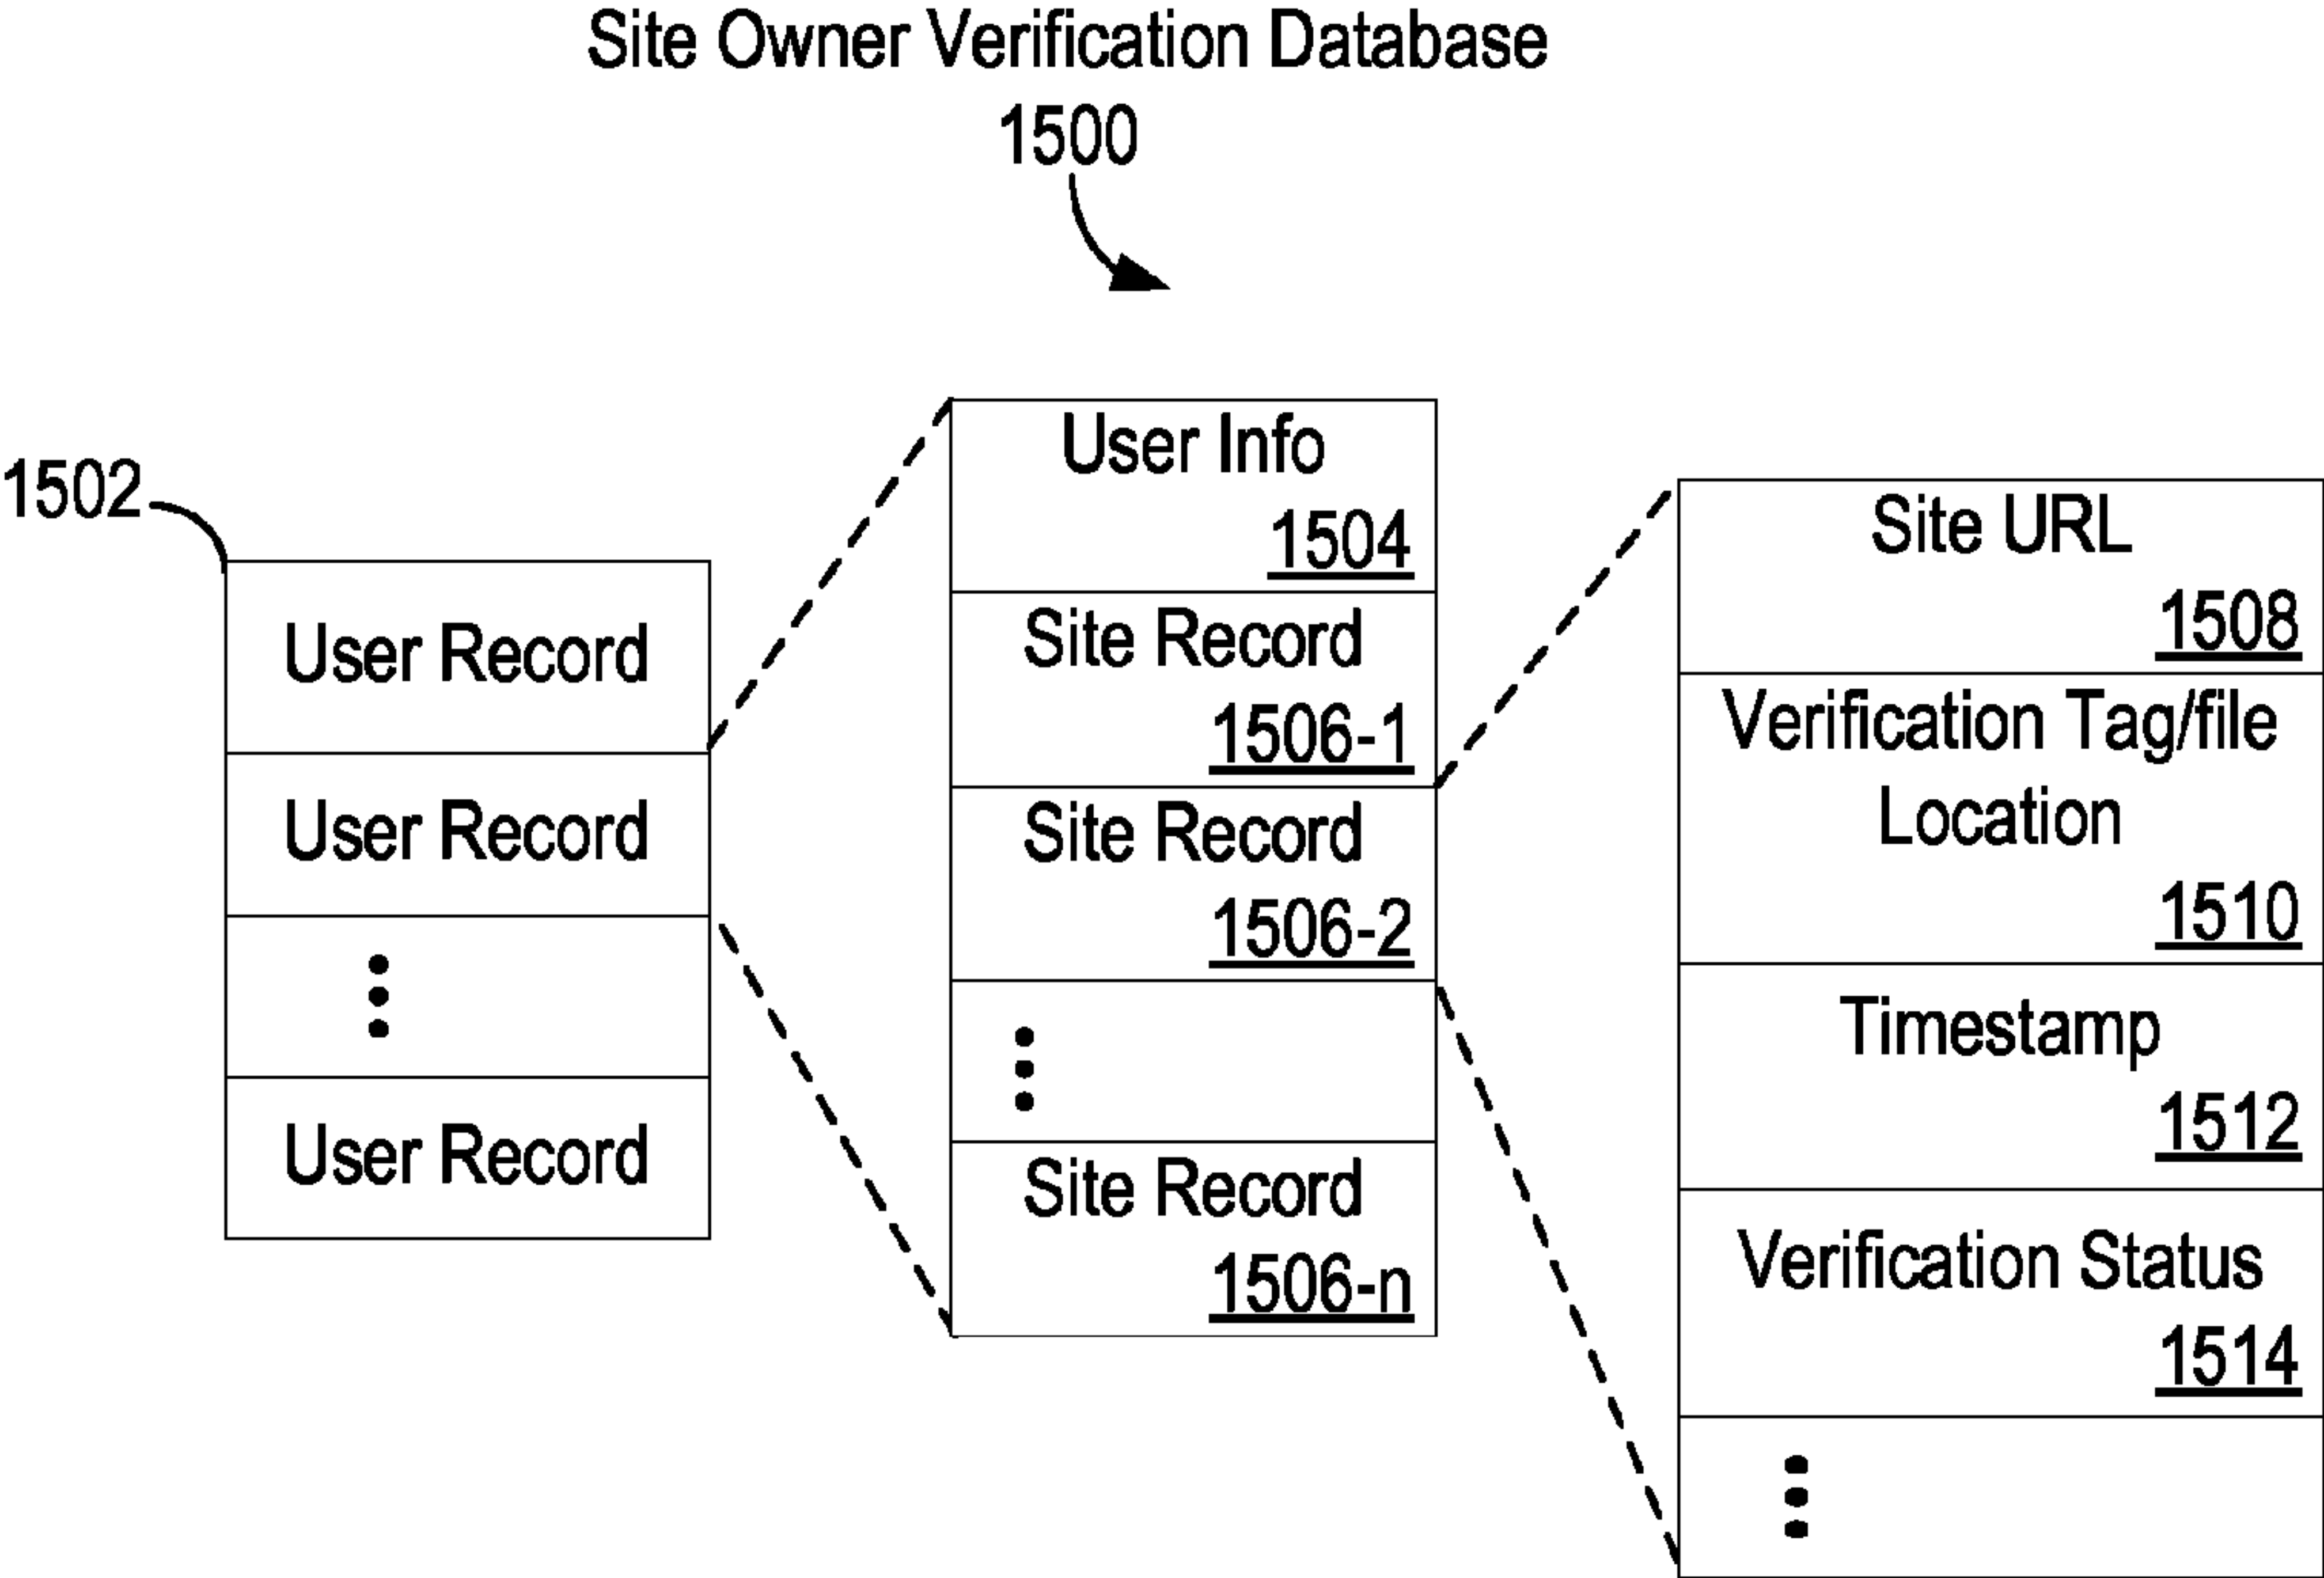 Site Owner Verification Database
1500
1502
User Record
User Record
User Record
User Info
1504
Site Record
1506-1
Site Record
1506-2
Site Record
1506-n
Site URL
1508
Verification Tag/file
Location
1510
Timestamp
1512
Verification Status
1514